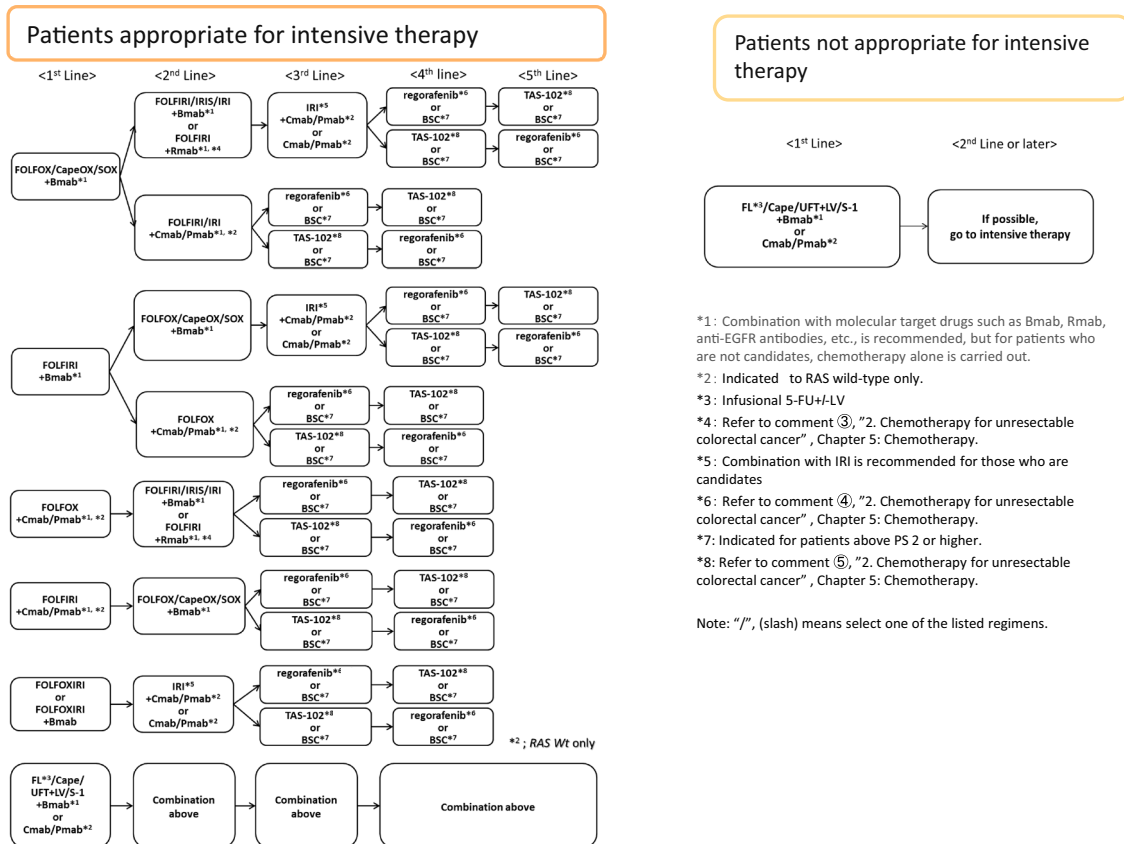 Patients appropriate for intensive therapy
<1st Line>
<2nd Line>
<3rd Line>
<4th line>
<5th Line>
FOLFOX/CapeOX/SOX
+Bmab*1
FOLFIRI/IRIS/IRI
+Bmab*1
or
FOLFIRI
+Rmab*1, *4
IRI*5
+Cmab/Pmab*2
or
Cmab/Pmab*2
regorafenib*6
or
BSC*7
TAS-102*8
or
BSC*7
TAS-102*8
or
BSC*7
regorafenib*6
or
BSC*7
FOLFIRI/IRI
+Cmab/Pmab*1, *2
regorafenib*6
or
BSC*7
TAS-102*8
or
BSC*7
TAS-102*8
or
BSC*7
regorafenib*6
or
BSC*7
FOLFIRI
+Bmab*1
FOLFOX/CapeOX/SOX
+Bmab*1
IRI*5
+Cmab/Pmab*2
or
Cmab/Pmab*2
regorafenib*6
or
BSC*7
TAS-102*8
or
BSC*7
TAS-102*8
or
BSC*7
regorafenib*6
or
BSC*7
FOLFOX
+Cmab/Pmab*1, *2
regorafenib*6
or
BSC*7
TAS-102*8
or
BSC*7
TAS-102*8
or
BSC*7
regorafenib*6
or
BSC*7
FOLFOX
+Cmab/Pmab*1, *2
FOLFIRI/IRIS/IRI
+Bmab*1
or
FOLFIRI
+Rmab*1, *4
regorafenib*6
or
BSC*7
TAS-102*8
or
BSC*7
TAS-102*8
or
BSC*7
regorafenib*6
or
BSC*7
FOLFIRI
+Cmab/Pmab*1, *2
FOLFOX/CapeOX/SOX
+Bmab*1
regorafenib*6
or
BSC*7
TAS-102*8
or
BSC*7
TAS-102*8
or
BSC*7
regorafenib*6
or
BSC*7
FOLFOXIRI
or
FOLFOXIRI
+Bmab
IRI*5
+Cmab/Pmab*2
or
Cmab/Pmab*2
regorafenib*6
or
BSC*7
TAS-102*8
or
BSC*7
TAS-102*8
or
BSC*7
regorafenib*6
or
BSC*7
*2 ; RAS Wt only
FL*3/Cape/
UFT+LV/S-1
+Bmab*1
or
Cmab/Pmab*2
Combination
above
Combination
above
Combination above
Patients not appropriate for intensive
therapy
<1st Line>
<2nd Line or later>
FL*3/Cape/UFT+LV/S-1
+Bmab*1
or
Cmab/Pmab*2
If possible,
go to intensive therapy
*1: Combination with molecular target drugs such as Bmab, Rmab,
anti-EGFR antibodies, etc., is recommended, but for patients who
are not candidates, chemotherapy alone is carried out.
*2: Indicated to RAS wild-type only.
*3: Infusional 5-FU+l-LV
*4: Refer to comment ③, ”2. Chemotherapy for unresectable
colorectal cancer” , Chapter 5: Chemotherapy.
*5: Combination with IRI is recommended for those who are
candidates
*6: Refer to comment ④, ”2. Chemotherapy for unresectable
colorectal cancer” , Chapter 5: Chemotherapy.
*7: Indicated for patients above PS 2 or higher.
*8: Refer to comment ⑤, ”2. Chemotherapy for unresectable
colorectal cancer” , Chapter 5: Chemotherapy.
Note: “/”, (slash) means select one of the listed regimens.